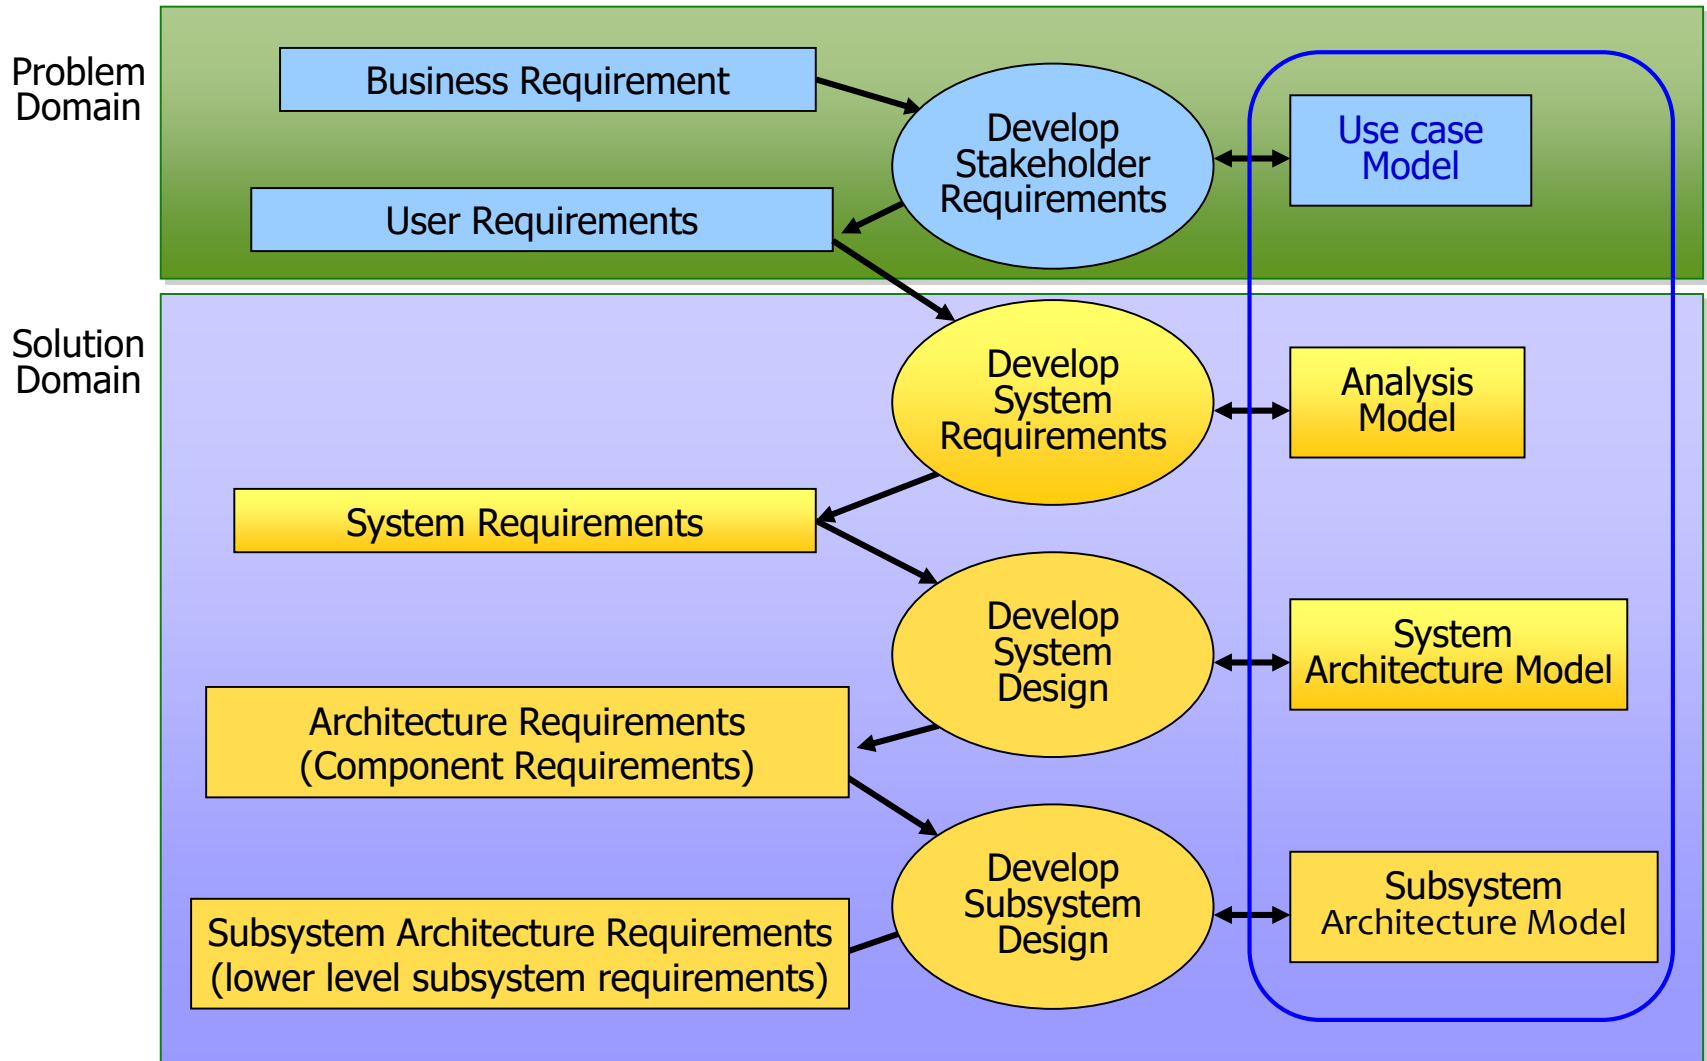 Problem
Domain
Business Requirement
Develop
Stakeholder
Requirements
Use case
Model
User Requirements
Solution
Domain
Develop
System
Requirements
Analysis
Model
System Requirements
Develop
System
Design
System
Architecture Model
Architecture Requirements
(Component Requirements)
Develop
Subsystem
Design
Subsystem
Architecture Model
Subsystem Architecture Requirements
(lower level subsystem requirements)